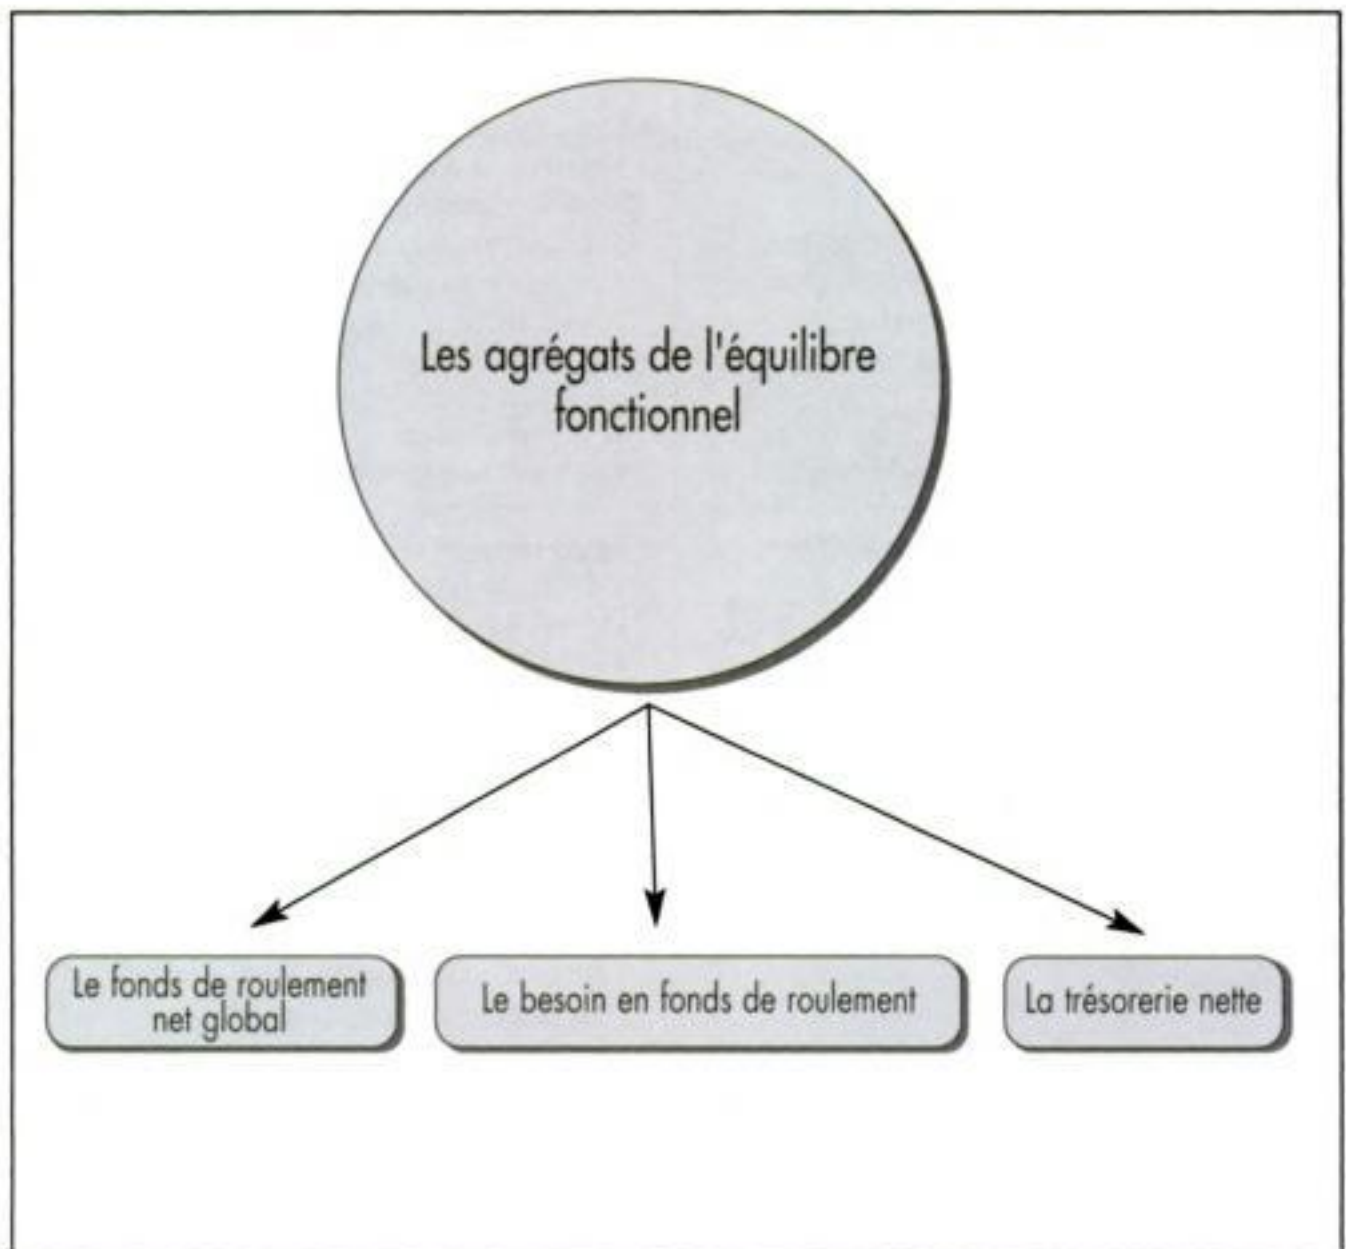 Les agrégats de l'équilibre
fonctionnel
Le fonds de roulement
net global
Le besoin en fonds de roulement
La trésorerie nette